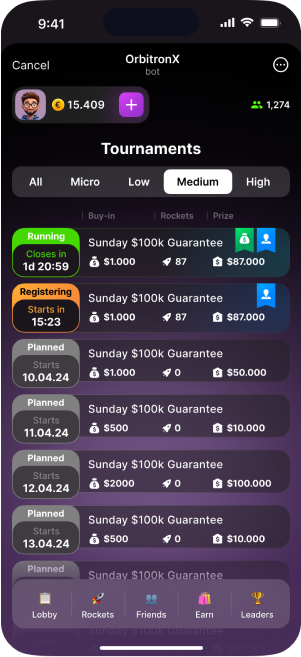 9:41
Cancel
OrbitronX
bot
15.409
1,274
Tournaments
All Micro Low Medium High
Buy-in Rockets Prize
Running
Closes in
1d 20:59
Sunday $100k Guarantee
$1.000 87 $87.000
Registering
Starts in
15:23
Sunday $100k Guarantee
$1.000 87 $87.000
Planned
Starts
10.04.24
Sunday $100k Guarantee
$1.000 0 $50.000
Planned
Starts
11.04.24
Sunday $100k Guarantee
$500 0 $10.000
Planned
Starts
12.04.24
Sunday $100k Guarantee
$2000 0 $100.000
Planned
Starts
13.04.24
Sunday $100k Guarantee
$500 0 $10.000
Planned
Sunday $100k Guarantee
Lobby Rockets Friends Earn Leaders